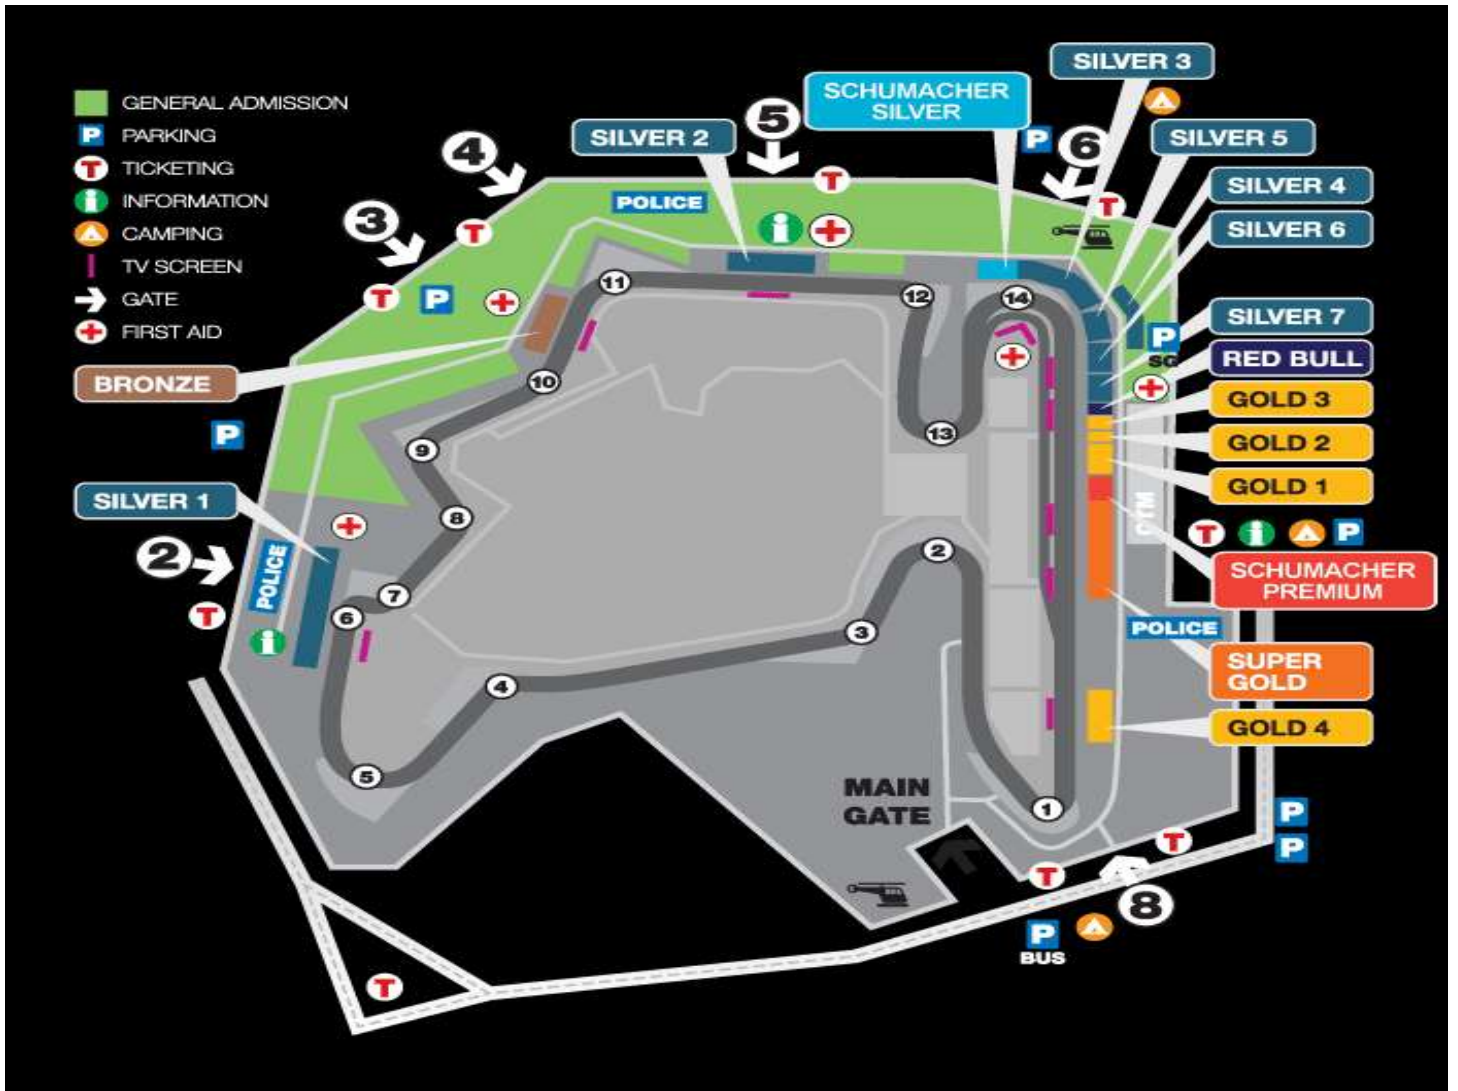 GENERAL ADMISSION
P PARKING
T TICKETING
i INFORMATION
CAMPING
TV SCREEN
GATE
FIRST AID
SILVER 3
SCHUMACHER
SILVER
5
SILVER 2
P
6
SILVER 5
4
T
SILVER 4
POLICE
T
3
T
i
SILVER 6
T
P
11
12
14
SILVER 7
P
SG
RED BULL
BRONZE
10
GOLD 3
P
9
13
GOLD 2
SILVER 1
GOLD 1
8
CTM
T
i
P
2
POLICE
2
SCHUMACHER
PREMIUM
7
T
6
3
POLICE
i
SUPER
GOLD
4
GOLD 4
5
MAIN
GATE
1
P
T
P
T
8
P
BUS
T